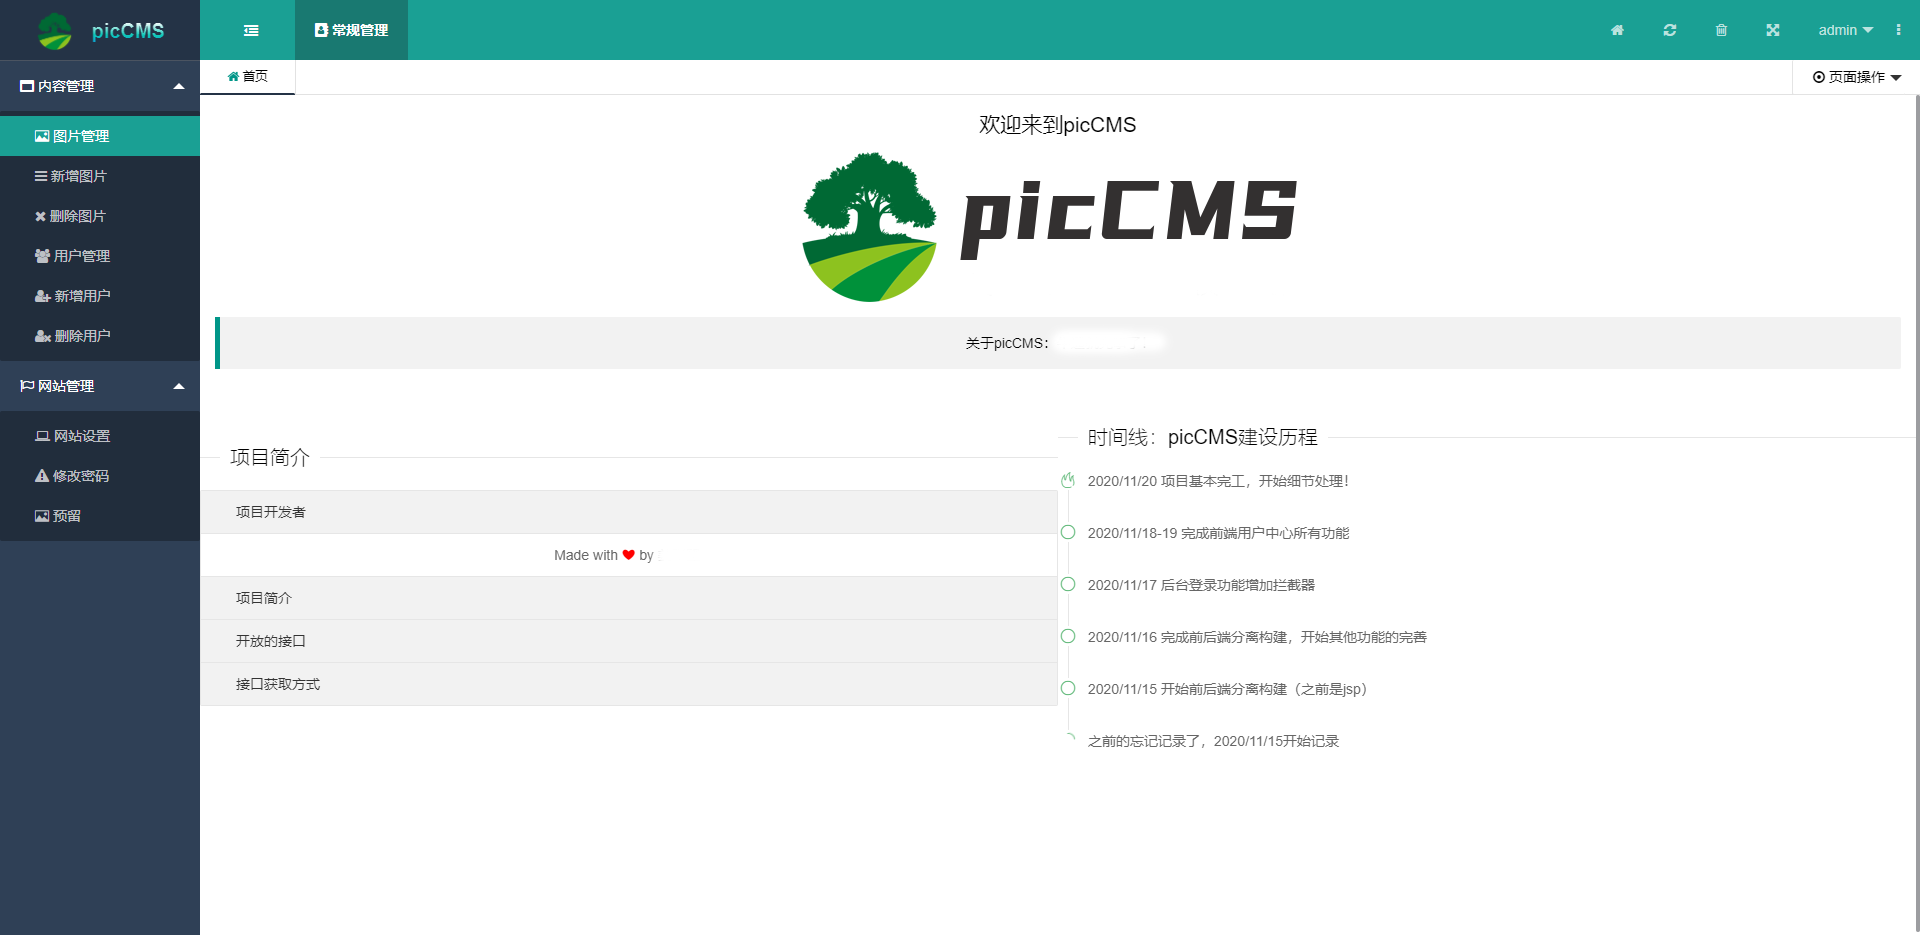 picCMS
常规管理
admin
内容管理
图片管理
新增图片
删除图片
用户管理
新增用户
删除用户
网站管理
网站设置
修改密码
预留
首页
页面操作
欢迎来到picCMS
picCMS
关于picCMS：
项目简介
项目开发者
Made with ❤ by
项目简介
开放的接口
接口获取方式
时间线：picCMS建设历程
2020/11/20 项目基本完工，开始细节处理！
2020/11/18-19 完成前端用户中心所有功能
2020/11/17 后台登录功能增加拦截器
2020/11/16 完成前后端分离构建，开始其他功能的完善
2020/11/15 开始前后端分离构建（之前是jsp）
之前的忘记记录了，2020/11/15开始记录